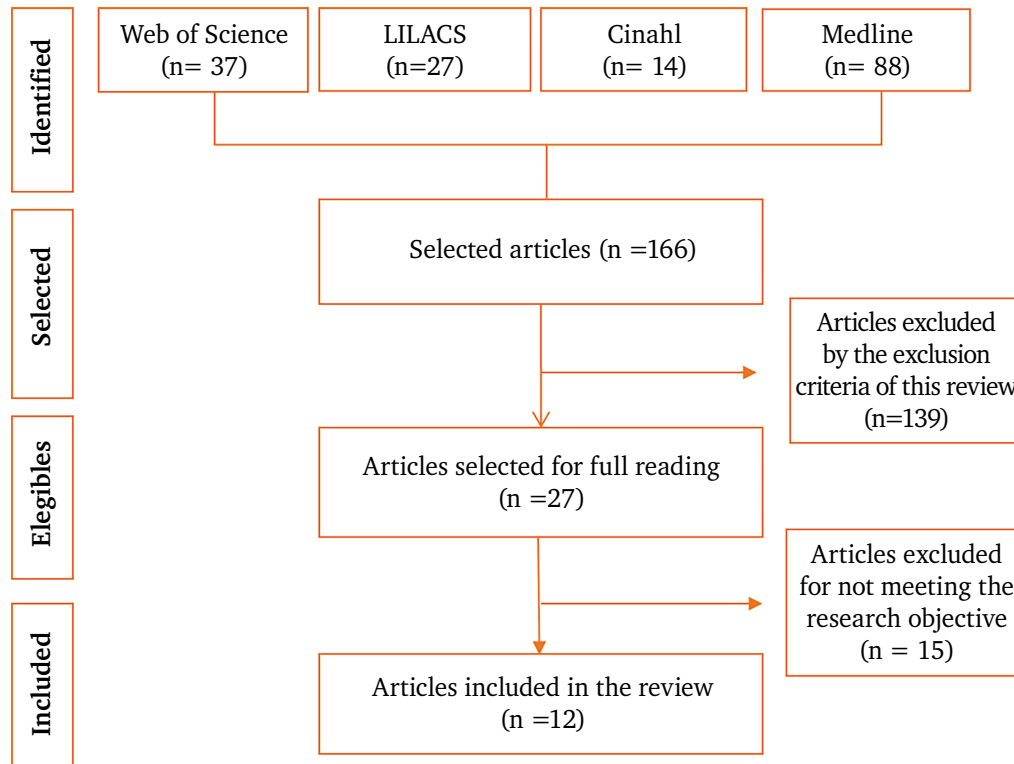 Identified
Web of Science
(n= 37)
LILACS
(n=27)
Cinahl
(n= 14)
Medline
(n= 88)
Selected
Selected articles (n =166)
Articles excluded
by the exclusion
criteria of this review
(n=139)
Elegibles
Articles selected for full reading
(n =27)
Articles excluded
for not meeting the
research objective
(n = 15)
Included
Articles included in the review
(n =12)